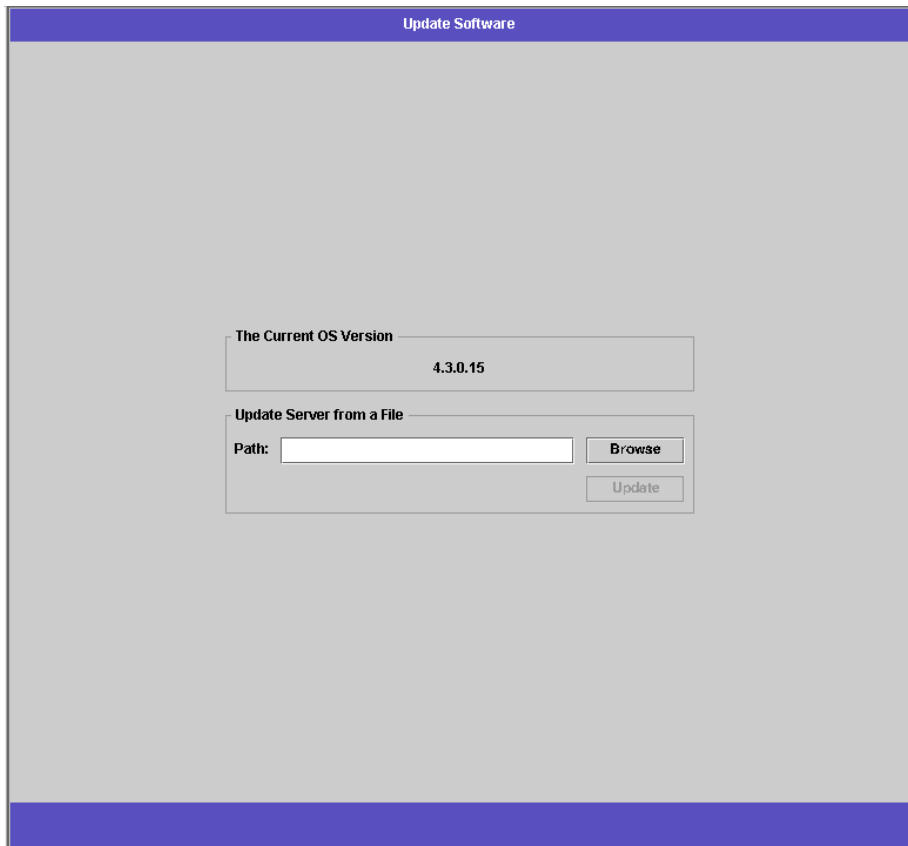 Update Software
The Current OS Version
4.3.0.15
Update Server from a File
Path:
Browse
Update